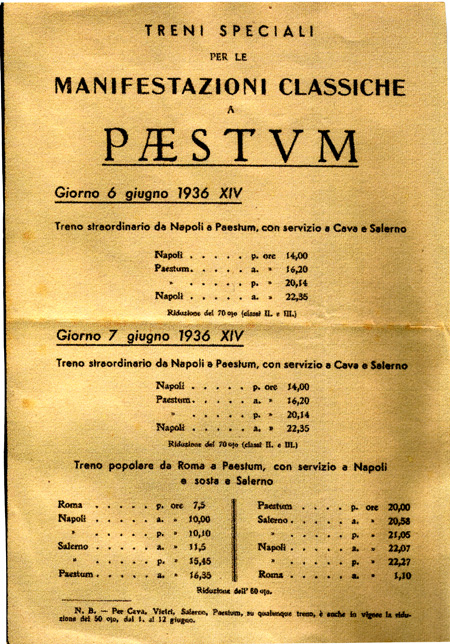 TRENI SPECIALI
PER LE
MANIFESTAZIONI CLASSICHE
A
PÆSTVM
Giorno 6 giugno 1936 XIV
Treno straordinario da Napoli a Paestum, con servizio a Cava e Salerno
Napoli . . . . . p. ore 14,00
Paestum. . . . . a. » 16,20
» . . . . . p. » 20,14
Napoli . . . . . a. » 22,35
Riduzione del 70 o/o (classi II. e III.)
Giorno 7 giugno 1936 XIV
Treno straordinario da Napoli a Paestum, con servizio a Cava e Salerno
Napoli . . . . . p. ore 14,00
Paestum. . . . . a. » 16,20
» . . . . . p. » 20,14
Napoli . . . . . a. » 22,35
Riduzione del 70 o/o (classi II. e III.)
Treno popolare da Roma a Paestum, con servizio a Napoli
e sosta a Salerno
Roma . . . . . p. ore 7,5
Napoli . . . . . a. » 10,00
» . . . . . p. » 10,10
Salerno . . . . a. » 11,5
» . . . . . p. » 15,45
Paestum . . . . a. » 16,35
Paestum . . . . p. ore 20,00
Salerno . . . . . a. » 20,58
» . . . . . p. » 21,05
Napoli . . . . . a. » 22,07
» . . . . . p. » 22,27
Roma . . . . . a. » 1,10
Riduzione dell' 80 o/o.
N. B. – Per Cava, Vietri, Salerno, Paestum, su qualunque treno, è anche in vigore la ridu-
zione del 50 o/o, dal 1. al 12 giugno.